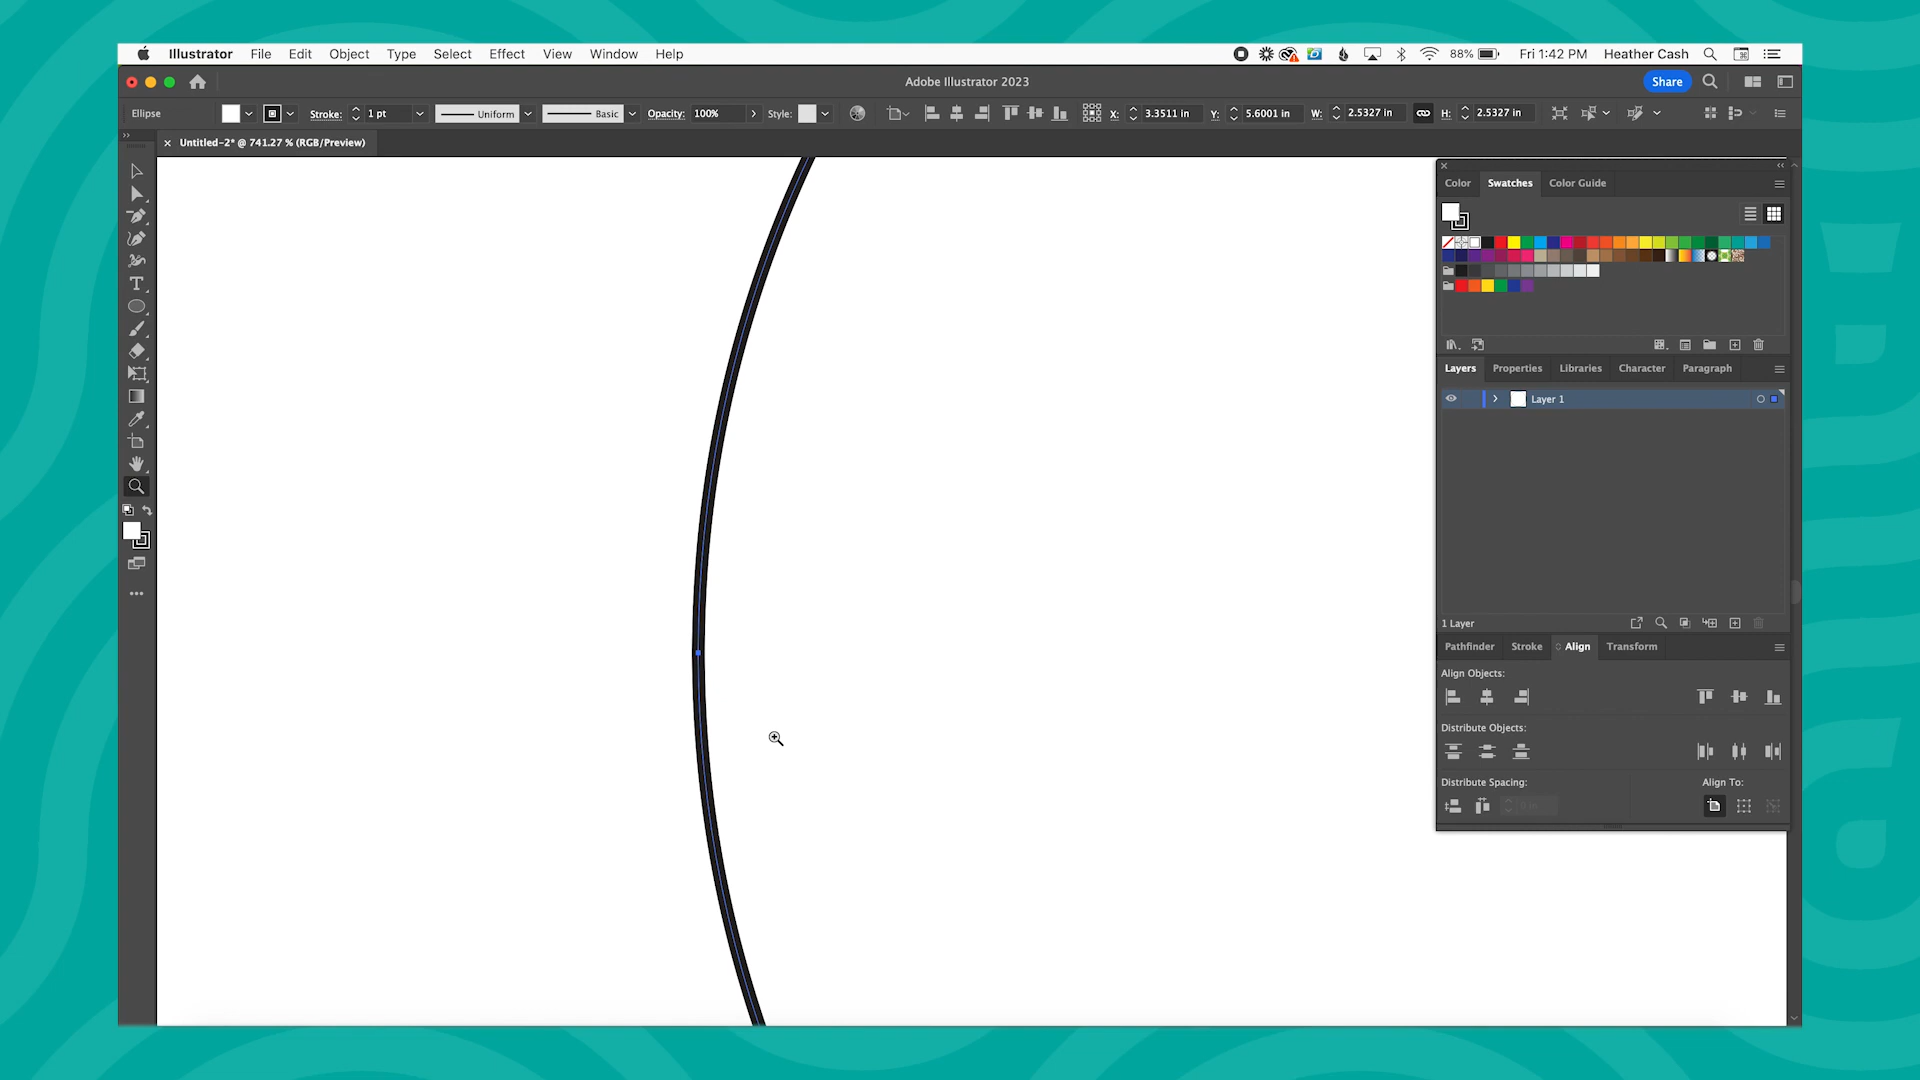 Illustrator File Edit Object Type Select Effect View Window Help 88% Fri 1:42 PM Heather Cash
Adobe Illustrator 2023 Share
Ellipse Stroke: 1 pt Uniform Basic Opacity: 100% Style: X: 3.3511 in Y: 5.6001 in W: 2.5327 in H: 2.5327 in
Untitled-2* @ 741.27 % (RGB/Preview)
Color Swatches Color Guide
Layers Properties Libraries Character Paragraph
Layer 1
1 Layer
Pathfinder Stroke Align Transform
Align Objects:
Distribute Objects:
Distribute Spacing: Align To:
0 in